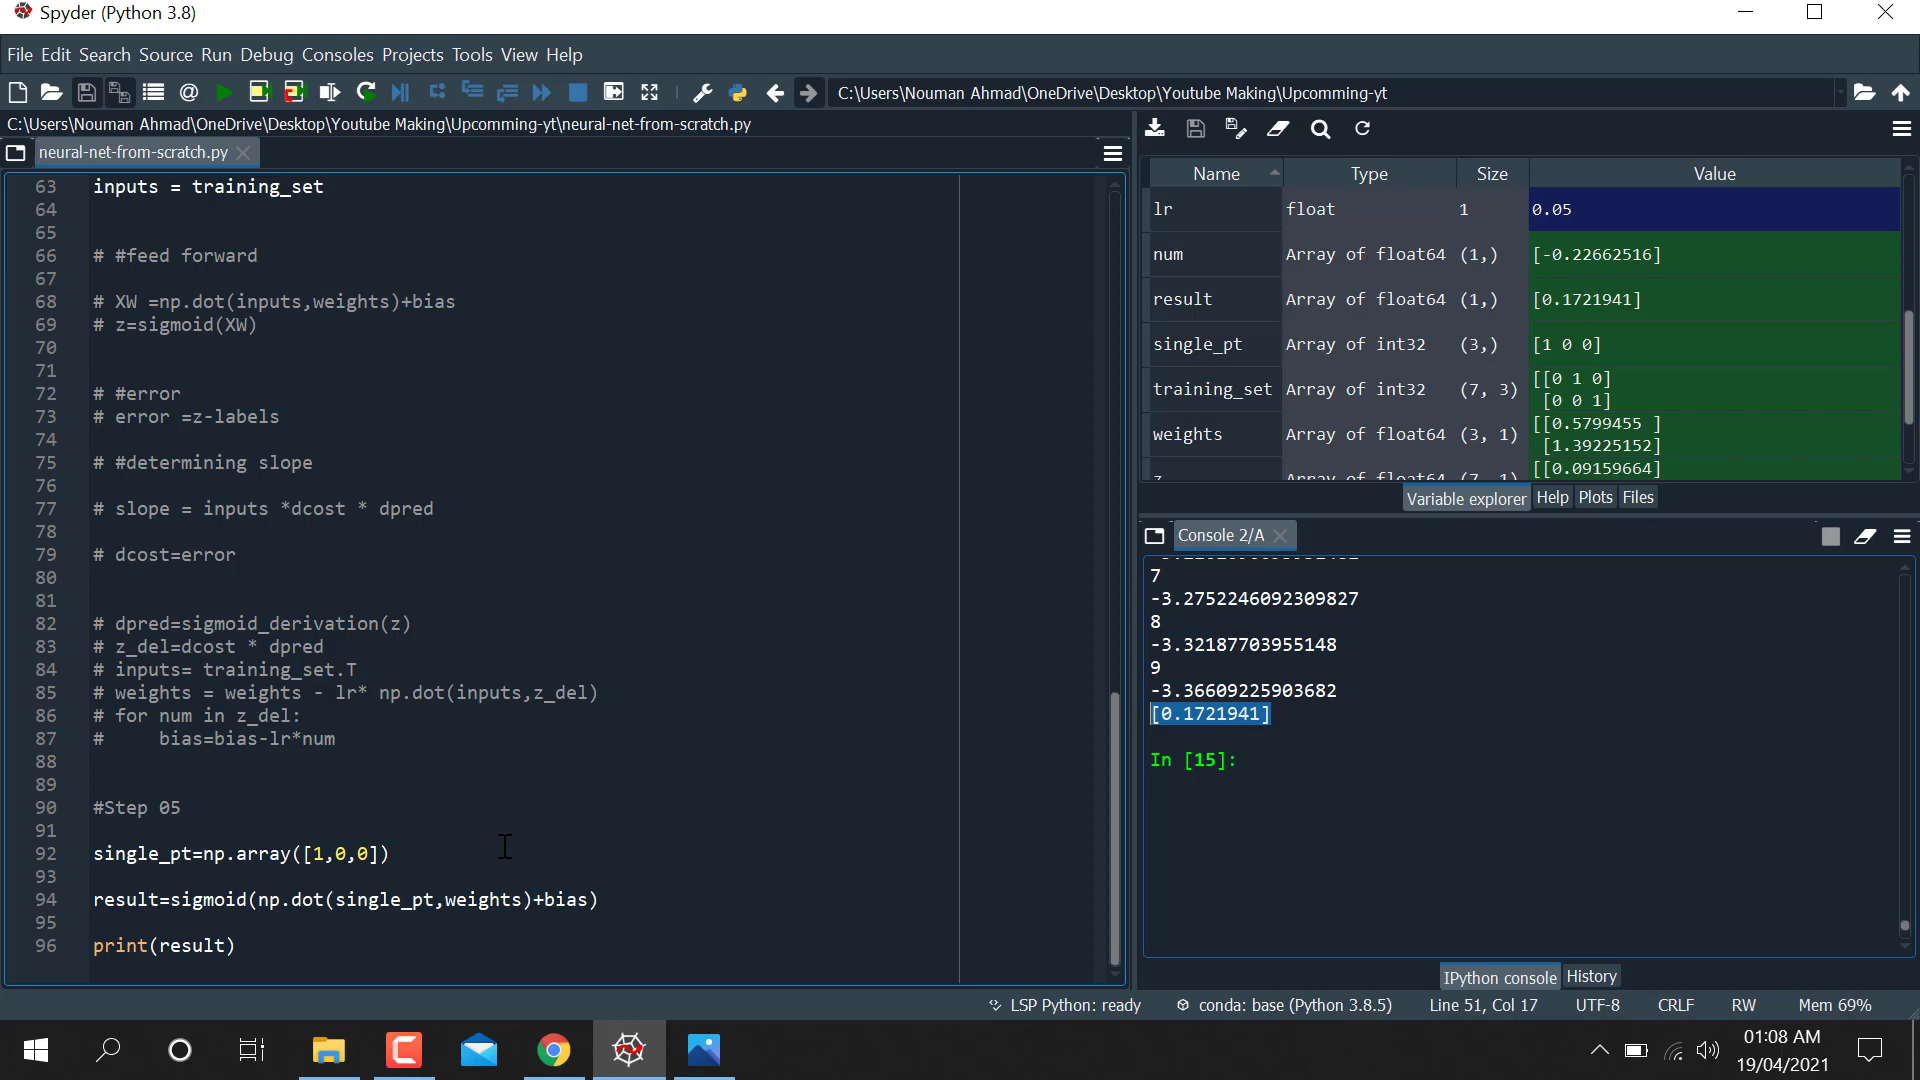 Spyder (Python 3.8)
File Edit Search Source Run Debug Consoles Projects Tools View Help
C:\Users\Nouman Ahmad\OneDrive\Desktop\Youtube Making\Upcomming-yt
C:\Users\Nouman Ahmad\OneDrive\Desktop\Youtube Making\Upcomming-yt\neural-net-from-scratch.py
neural-net-from-scratch.py
63 inputs = training_set
64
65
66 # #feed forward
67
68 # XW =np.dot(inputs,weights)+bias
69 # z=sigmoid(XW)
70
71
72 # #error
73 # error =z-labels
74
75 # #determining slope
76
77 # slope = inputs *dcost * dpred
78
79 # dcost=error
80
81
82 # dpred=sigmoid_derivation(z)
83 # z_del=dcost * dpred
84 # inputs= training_set.T
85 # weights = weights - lr* np.dot(inputs,z_del)
86 # for num in z_del:
87 #     bias=bias-lr*num
88
89
90 #Step 05
91
92 single_pt=np.array([1,0,0])
93
94 result=sigmoid(np.dot(single_pt,weights)+bias)
95
96 print(result)
Name Type Size Value
lr float 1 0.05
num Array of float64 (1,) [-0.22662516]
result Array of float64 (1,) [0.1721941]
single_pt Array of int32 (3,) [1 0 0]
training_set Array of int32 (7, 3) [[0 1 0]
[0 0 1]
weights Array of float64 (3, 1) [[0.5799455 ]
[1.39225152]
[[0.09159664]
Variable explorer Help Plots Files
Console 2/A
7
-3.2752246092309827
8
-3.32187703955148
9
-3.36609225903682
[0.1721941]
In [15]:
IPython console History
LSP Python: ready conda: base (Python 3.8.5) Line 51, Col 17 UTF-8 CRLF RW Mem 69%
01:08 AM
19/04/2021